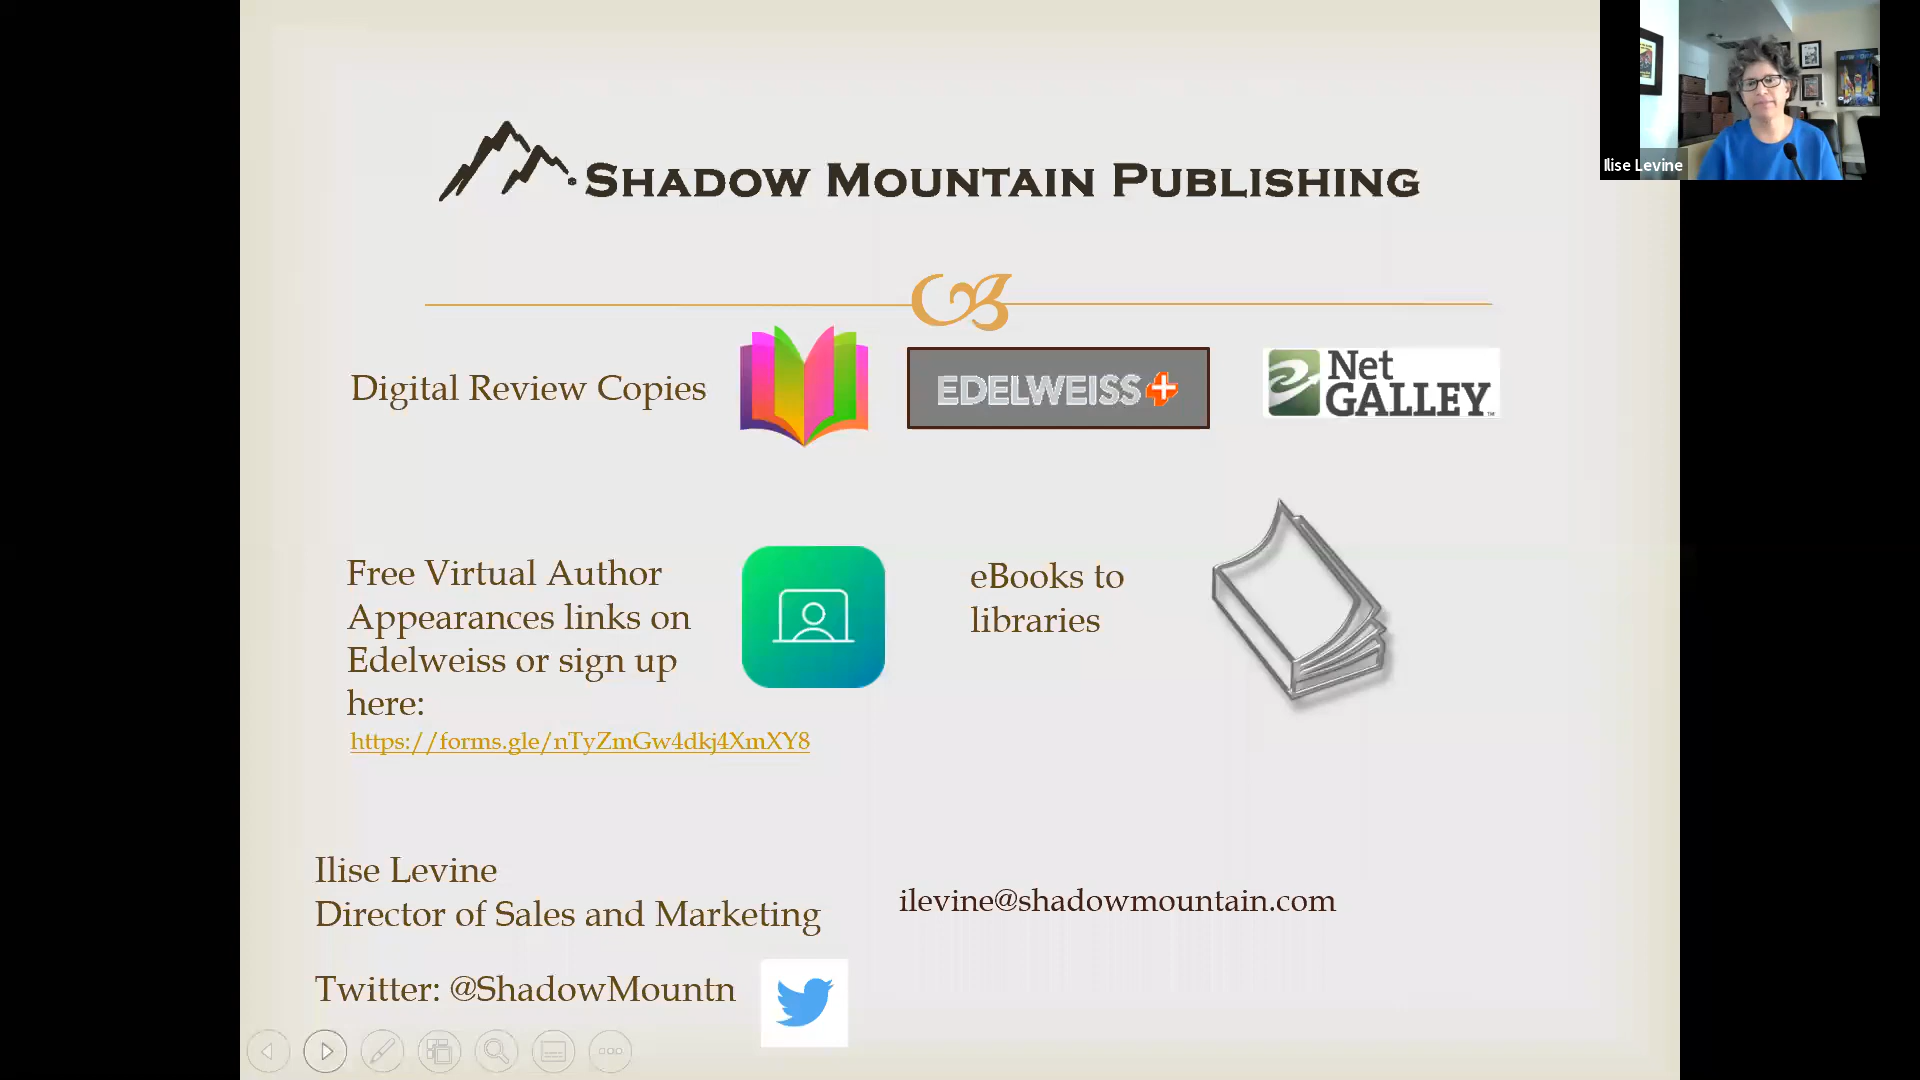 Ilise Levine
SHADOW MOUNTAIN PUBLISHING
Digital Review Copies
EDELWEISS+
Net
GALLEY™
Free Virtual Author
Appearances links on
Edelweiss or sign up
here:
https://forms.gle/nTyZmGw4dkj4XmXY8
eBooks to
libraries
Ilise Levine
Director of Sales and Marketing
ilevine@shadowmountain.com
Twitter: @ShadowMountn